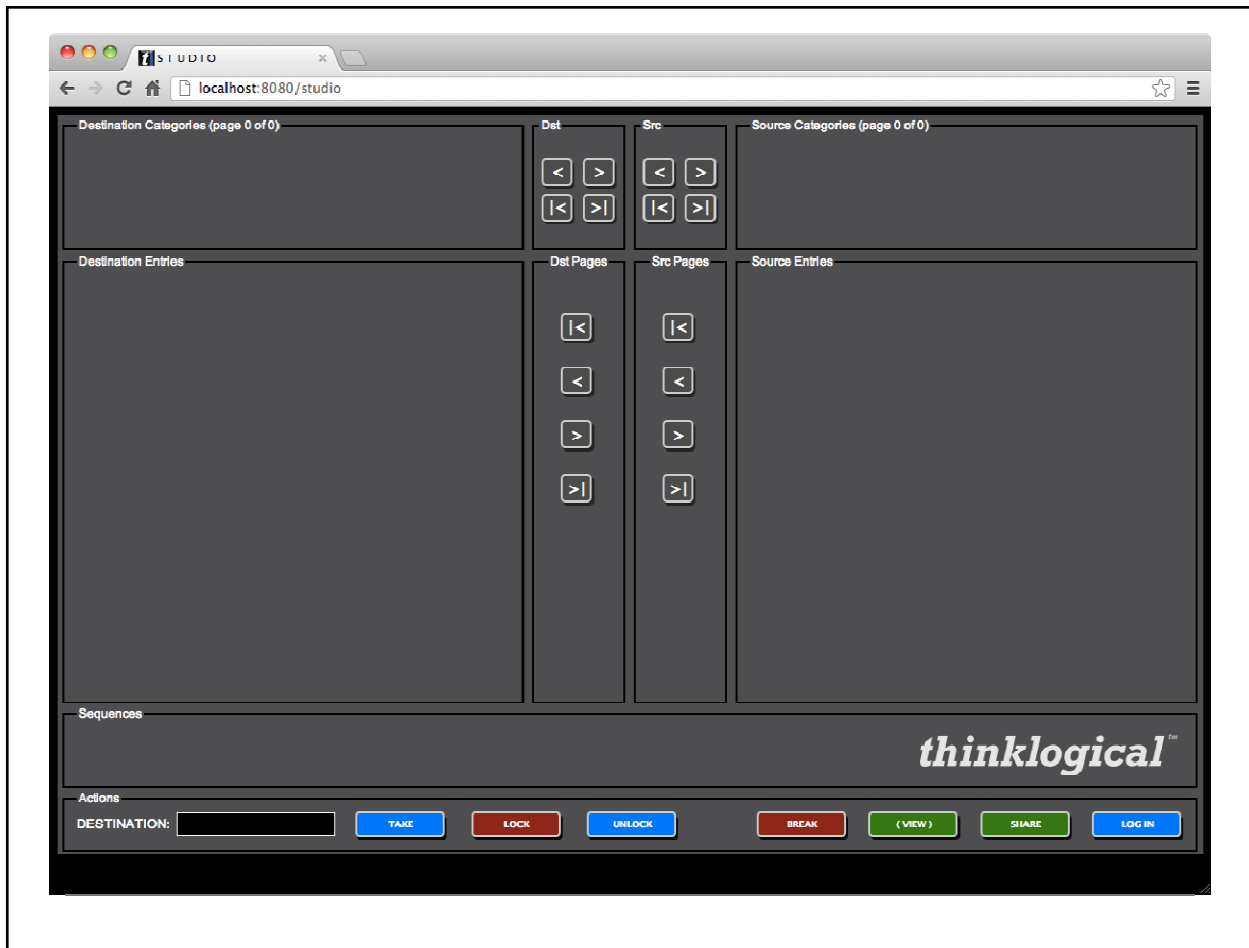 STUDIO
localhost:8080/studio
Destination Categories (page 0 of 0)
Dst
Src
Source Categories (page 0 of 0)
< > < >
|< >| |< >|
Destination Entries
Dst Pages
Src Pages
Source Entries
|< |<
< <
> >
>| >|
Sequences
thinklogical™
Actions
DESTINATION: TAKE LOCK UNLOCK BREAK ( VIEW ) SHARE LOG IN